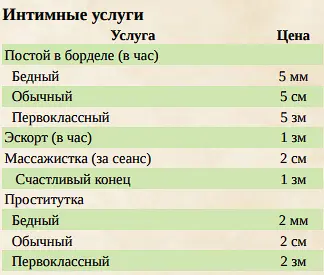 Интимные услуги
Услуга Цена
Постой в борделе (в час)
Бедный 5 мм
Обычный 5 см
Первоклассный 5 зм
Эскорт (в час) 1 зм
Массажистка (за сеанс) 2 см
Счастливый конец 1 зм
Проститутка
Бедный 2 мм
Обычный 2 см
Первоклассный 2 зм